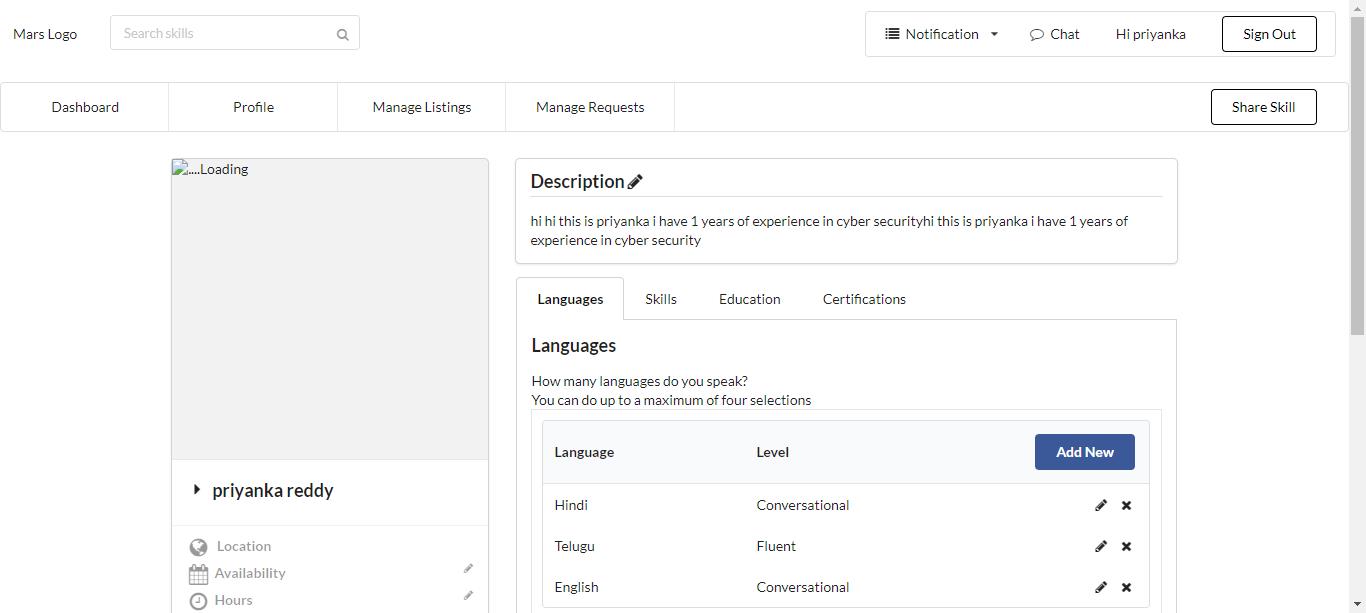 Mars Logo
Search skills
Notification
Chat
Hi priyanka
Sign Out
Dashboard
Profile
Manage Listings
Manage Requests
Share Skill
....Loading
priyanka reddy
Location
Availability
Hours
Description
hi hi this is priyanka i have 1 years of experience in cyber securityhi this is priyanka i have 1 years of
experience in cyber security
Languages
Skills
Education
Certifications
Languages
How many languages do you speak?
You can do up to a maximum of four selections
Language
Level
Add New
Hindi
Conversational
Telugu
Fluent
English
Conversational